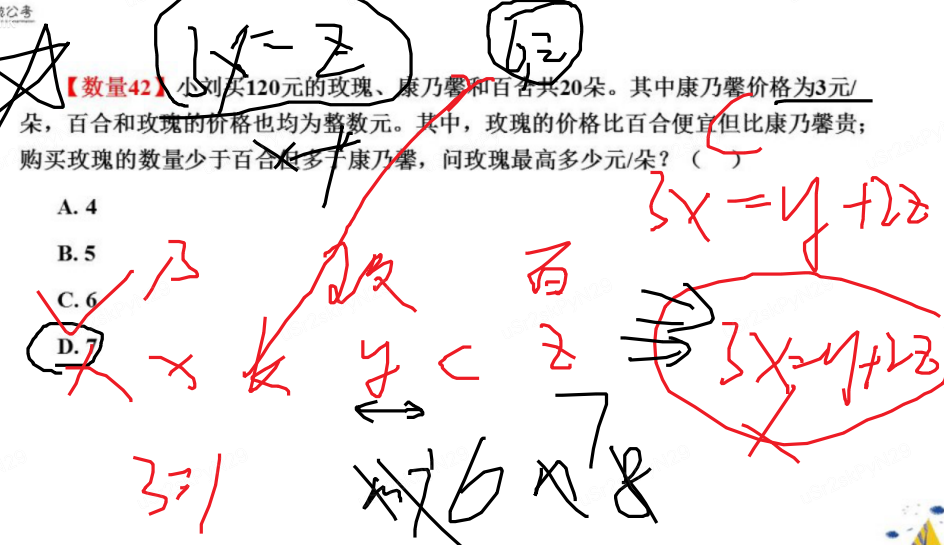 3y=z
6,z
【数量42】小刘买120元的玫瑰、康乃馨和百合共20朵。其中康乃馨价格为3元/
朵，百合和玫瑰的价格也均为整数元。其中，玫瑰的价格比百合便宜但比康乃馨贵；
购买玫瑰的数量少于百合但多于康乃馨，问玫瑰最高多少元/朵？（ ）
A. 4
3x=y+2z
B. 5
3 玫 百
C. 6
D. 7
x < y < z
3x=y+2z
7
6 8